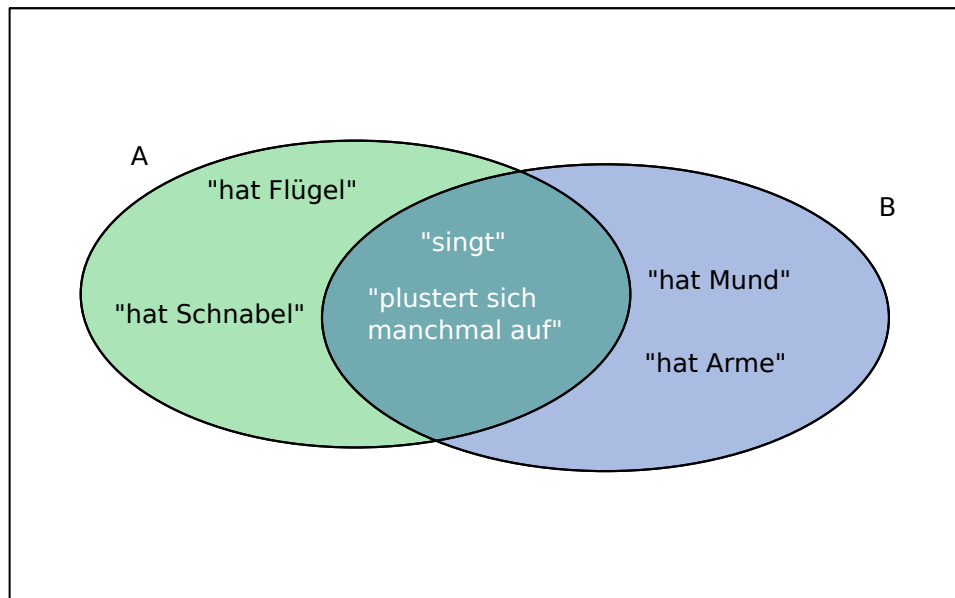 A
"hat Flügel"
"hat Schnabel"
"singt"
"plustert sich
manchmal auf"
B
"hat Mund"
"hat Arme"